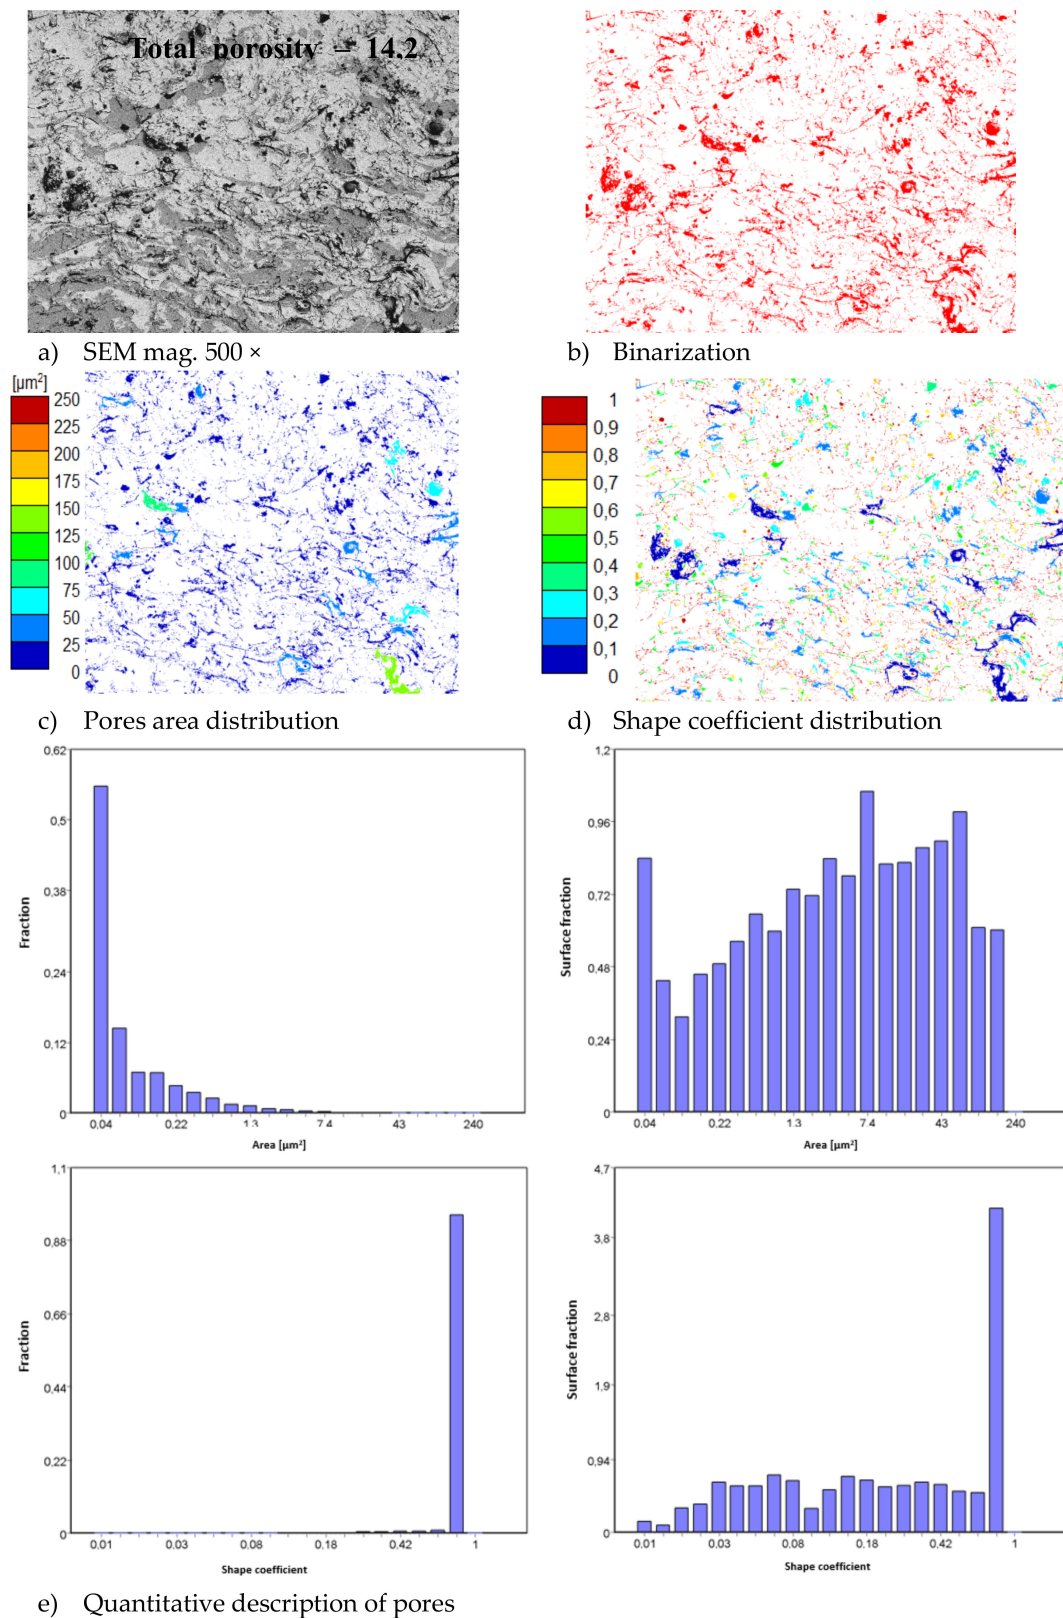 Total porosity – 14,2
a) SEM mag. 500 ×
b) Binarization
[µm²]
250
225
200
175
150
125
100
75
50
25
0
1
0,9
0,8
0,7
0,6
0,5
0,4
0,3
0,2
0,1
0
c) Pores area distribution
d) Shape coefficient distribution
0,62
0,5
0,38
0,24
0,12
0
Fraction
0.04 0.22 1.3 7.4 43 240
Area [µm²]
1,2
0,96
0,72
0,48
0,24
0
Surface fraction
0.04 0.22 1.3 7.4 43 240
Area [µm²]
1,1
0,88
0,66
0,44
0,22
0
Fraction
0.01 0.03 0.08 0.18 0.42 1
Shape coefficient
4,7
3,8
2,8
1,9
0,94
0
Surface fraction
0.01 0.03 0.08 0.18 0.42 1
Shape coefficient
e) Quantitative description of pores